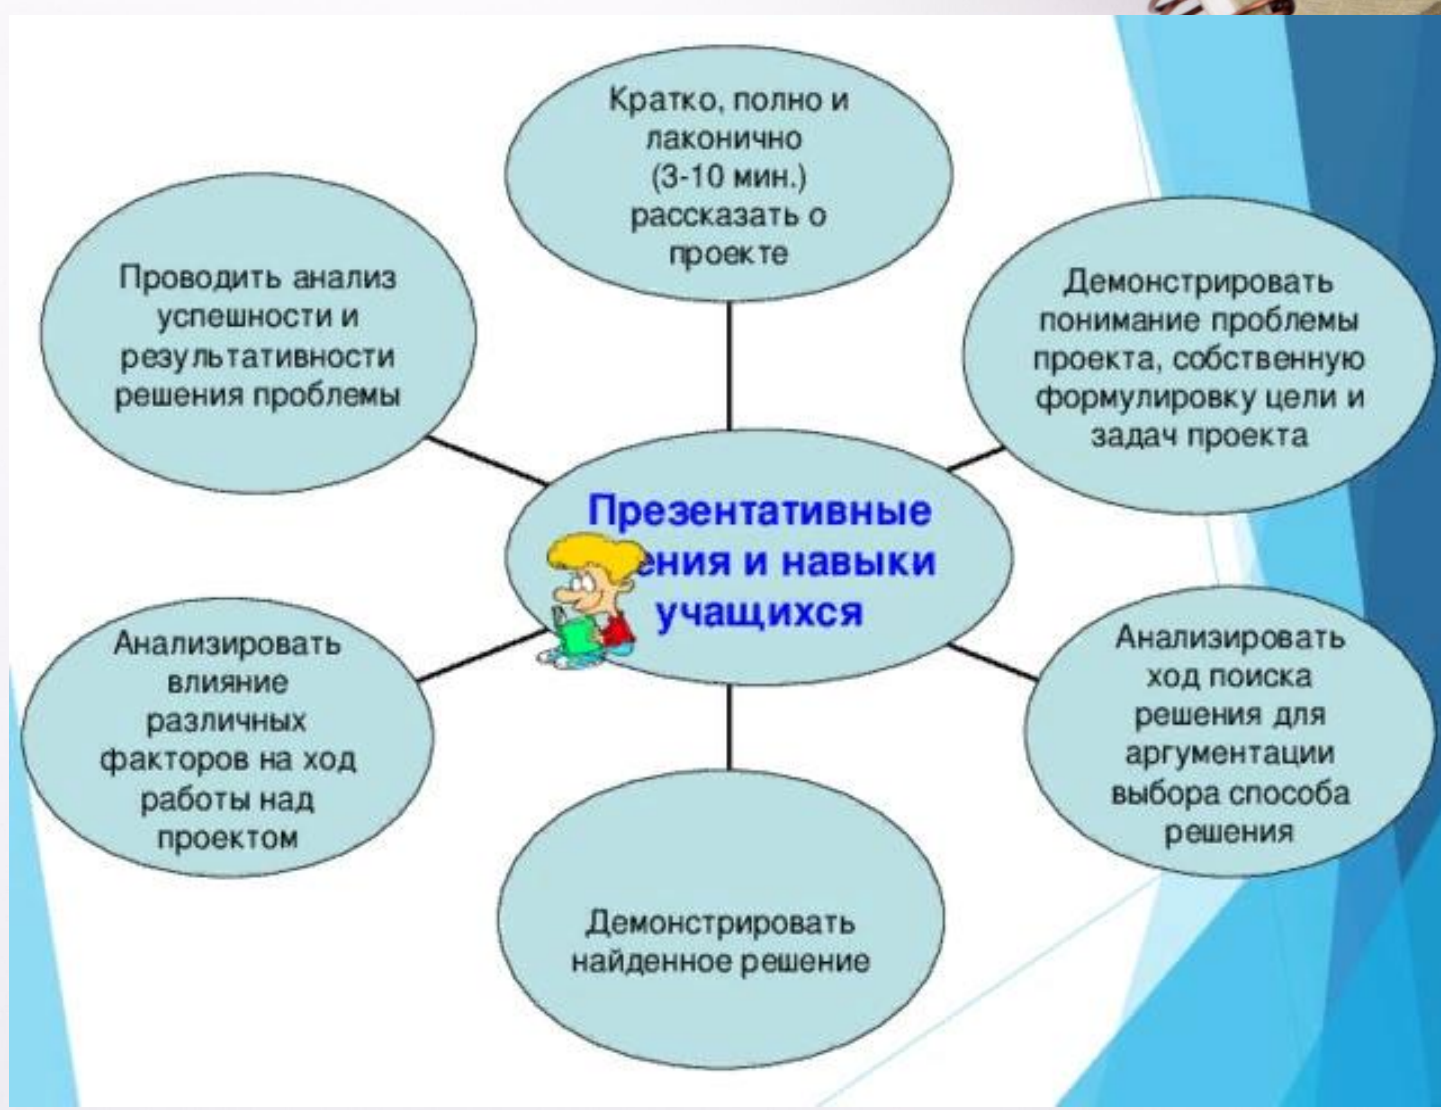 Кратко, полно и
лаконично
(3-10 мин.)
рассказать о
проекте
Демонстрировать
понимание проблемы
проекта, собственную
формулировку цели и
задач проекта
Анализировать
ход поиска
решения для
аргументации
выбора способа
решения
Демонстрировать
найденное решение
Анализировать
влияние
различных
факторов на ход
работы над
проектом
Проводить анализ
успешности и
результативности
решения проблемы
Презентативные
ения и навыки
учащихся